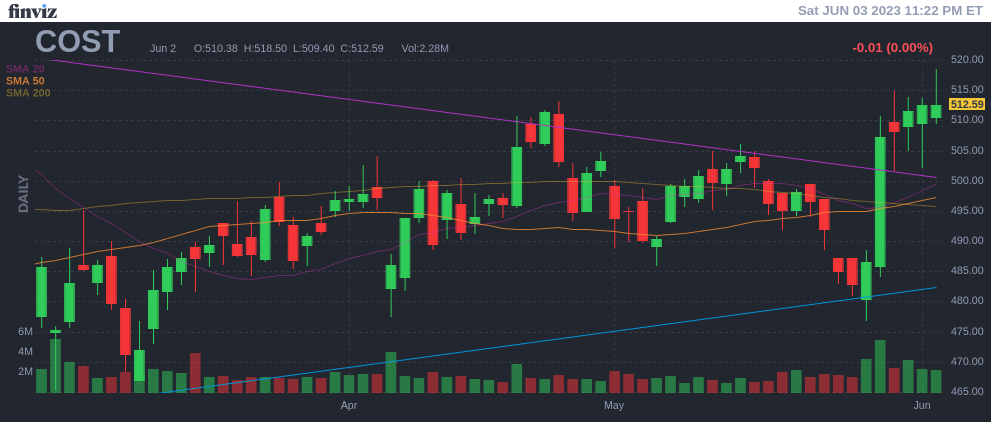 finviz
Sat JUN 03 2023 11:22 PM ET
COST
Jun 2 O:510.38 H:518.50 L:509.40 C:512.59 Vol:2.28M
-0.01 (0.00%)
SMA 20
SMA 50
SMA 200
DAILY
520.00
515.00
512.59
510.00
505.00
500.00
495.00
490.00
485.00
480.00
475.00
470.00
465.00
6M
4M
2M
Apr May Jun